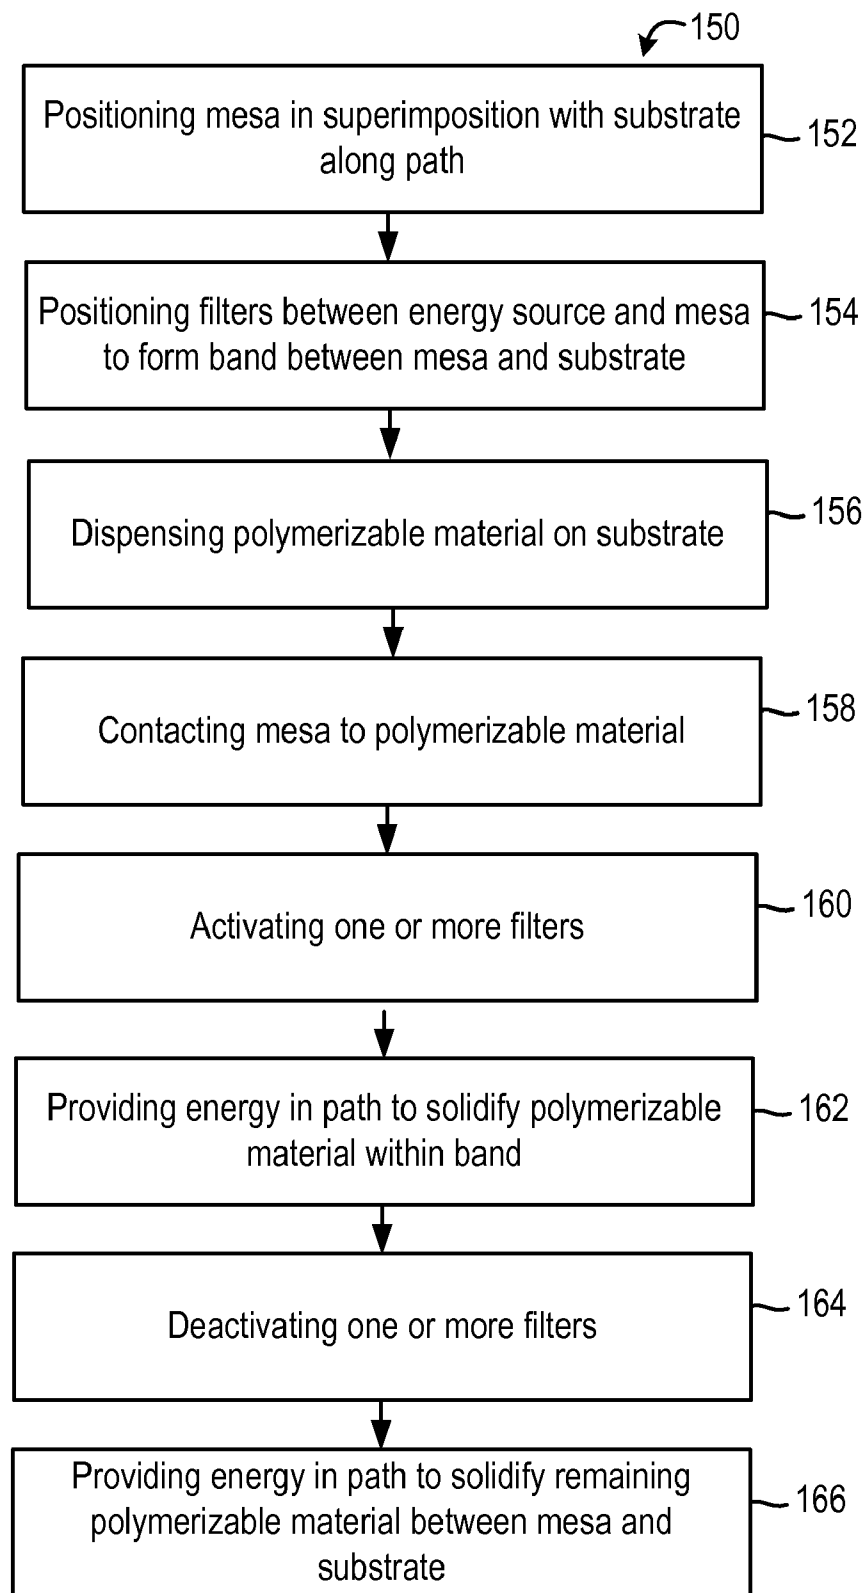 150
Positioning mesa in superimposition with substrate
along path
152
Positioning filters between energy source and mesa
to form band between mesa and substrate
154
Dispensing polymerizable material on substrate
156
Contacting mesa to polymerizable material
158
Activating one or more filters
160
Providing energy in path to solidify polymerizable
material within band
162
Deactivating one or more filters
164
Providing energy in path to solidify remaining
polymerizable material between mesa and
substrate
166